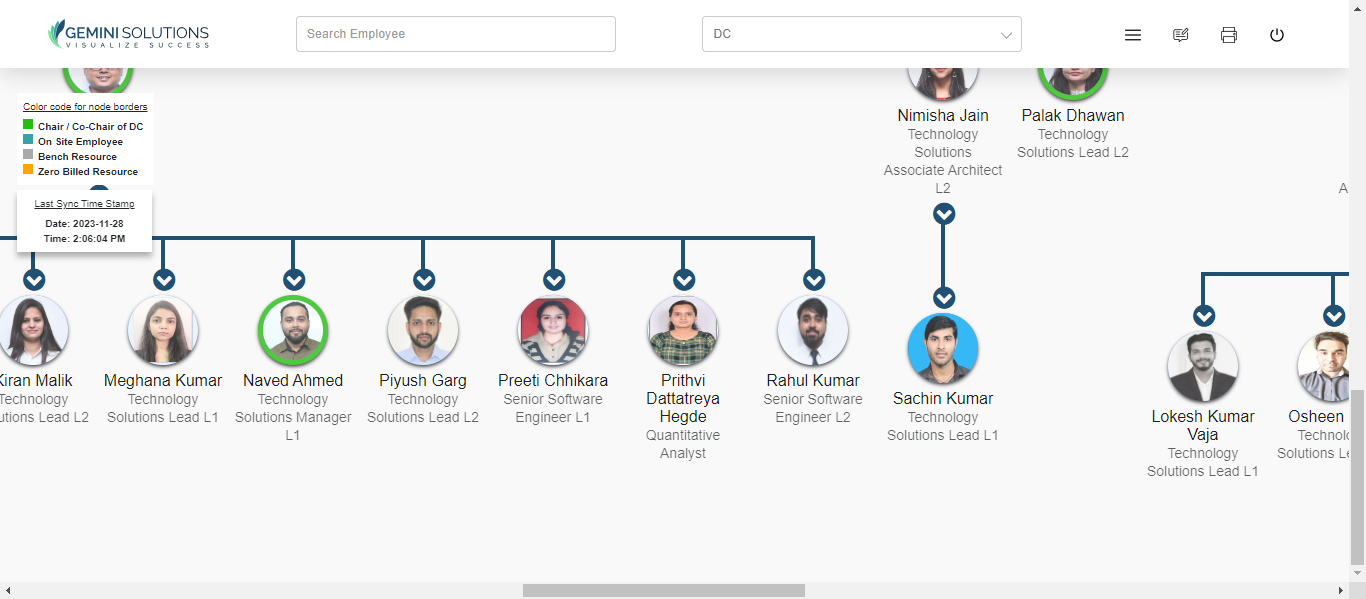 GEMINI SOLUTIONS
VISUALIZE SUCCESS
Search Employee
DC
Color code for node borders
Chair / Co-Chair of DC
On Site Employee
Bench Resource
Zero Billed Resource
Last Sync Time Stamp
Date: 2023-11-28
Time: 2:06:04 PM
Nimisha Jain
Technology
Solutions
Associate Architect
L2
Palak Dhawan
Technology
Solutions Lead L2
A
Kiran Malik
Technology
utions Lead L2
Meghana Kumar
Technology
Solutions Lead L1
Naved Ahmed
Technology
Solutions Manager
L1
Piyush Garg
Technology
Solutions Lead L2
Preeti Chhikara
Senior Software
Engineer L1
Prithvi
Dattatreya
Hegde
Quantitative
Analyst
Rahul Kumar
Senior Software
Engineer L2
Sachin Kumar
Technology
Solutions Lead L1
Lokesh Kumar
Vaja
Technology
Solutions Lead L1
Osheen
Technolo
Solutions Le